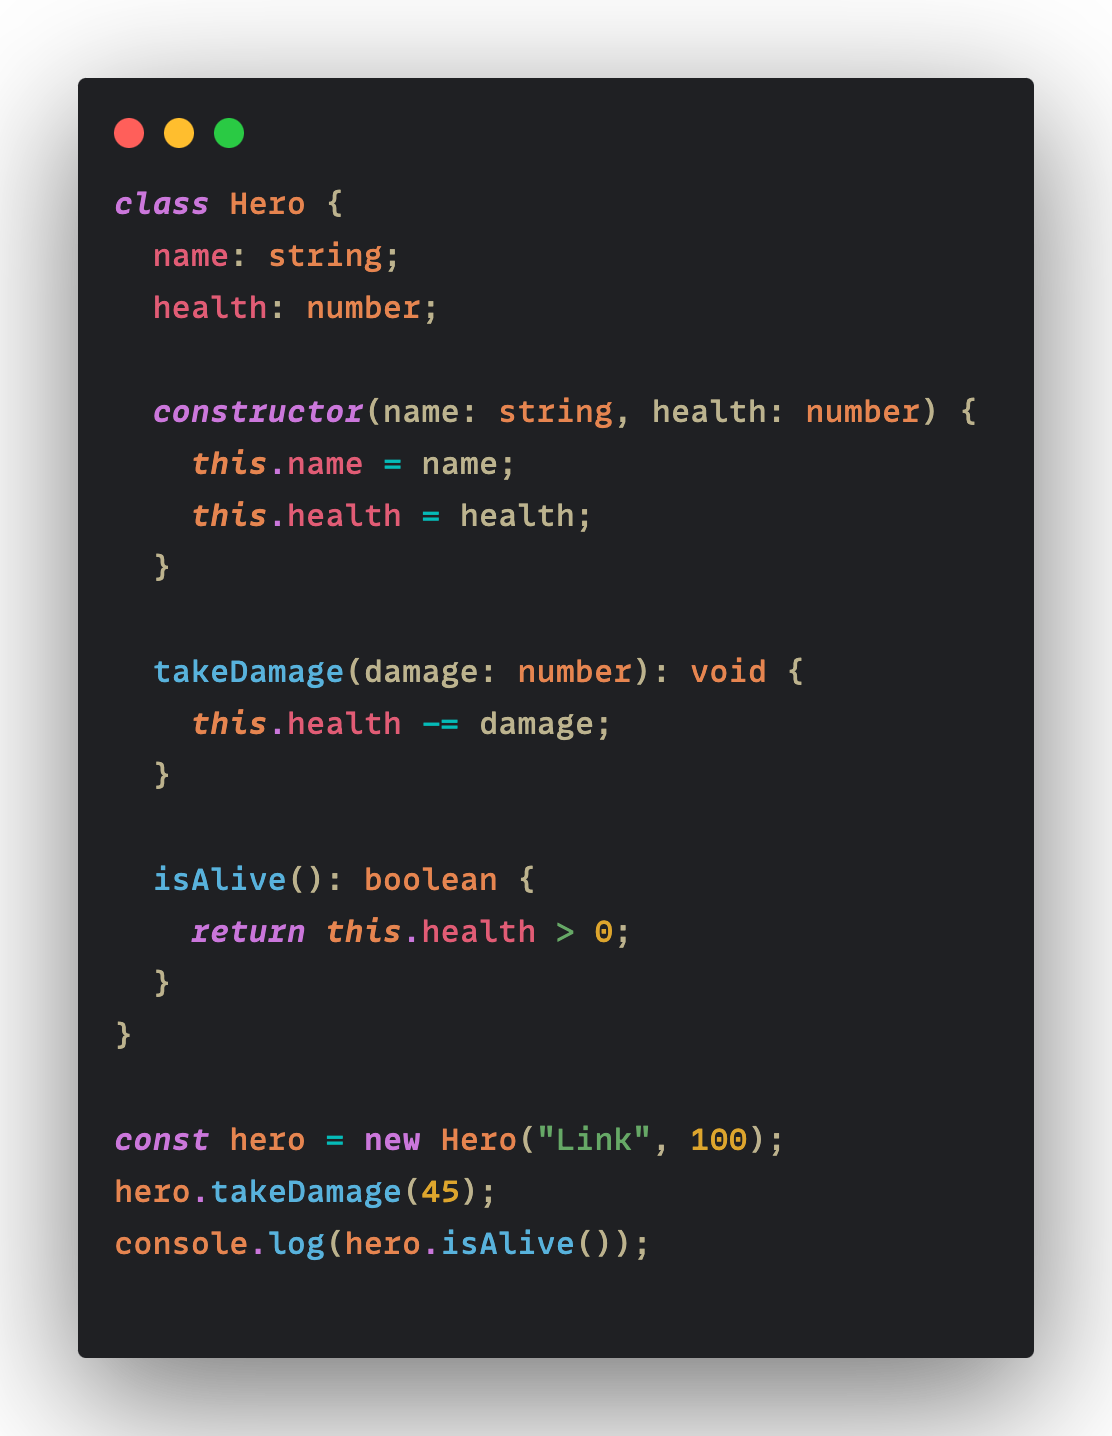 class Hero {
  name: string;
  health: number;

  constructor(name: string, health: number) {
    this.name = name;
    this.health = health;
  }

  takeDamage(damage: number): void {
    this.health -= damage;
  }

  isAlive(): boolean {
    return this.health > 0;
  }
}

const hero = new Hero("Link", 100);
hero.takeDamage(45);
console.log(hero.isAlive());